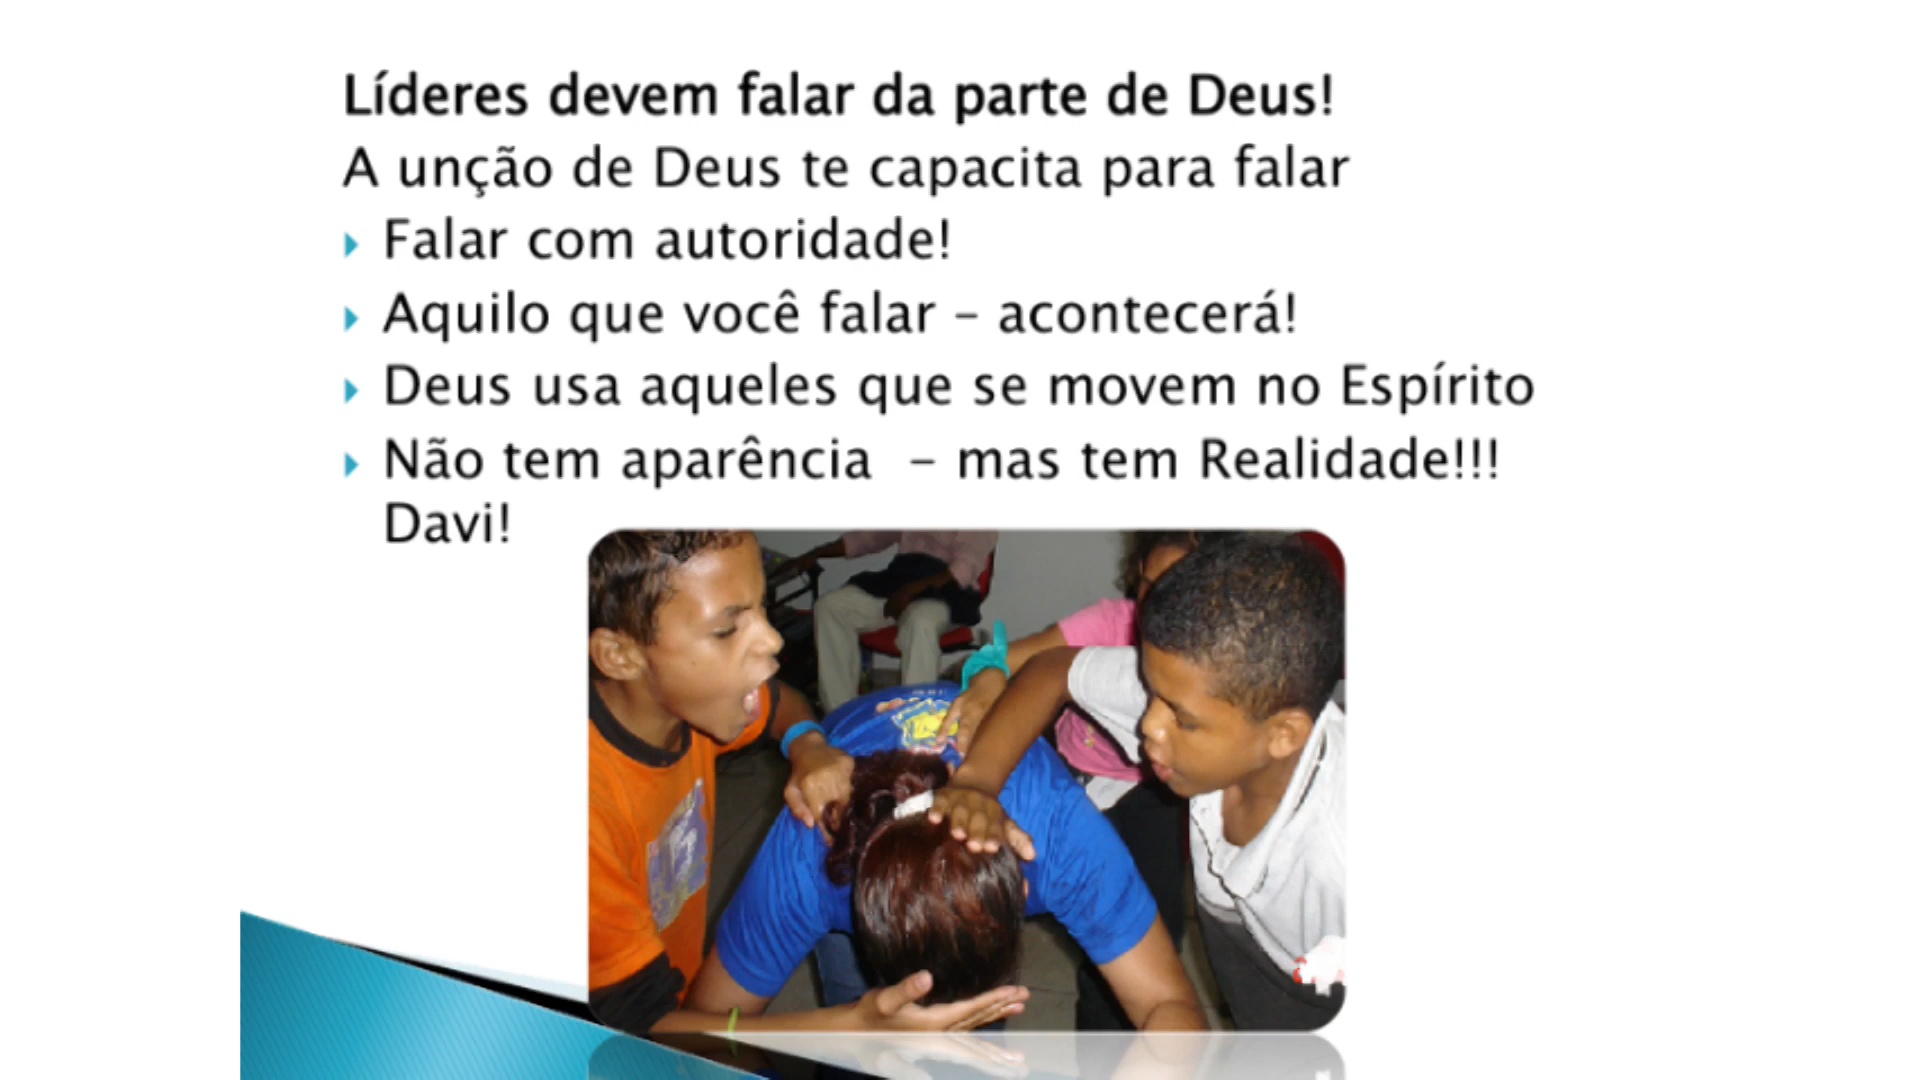 Líderes devem falar da parte de Deus!
A unção de Deus te capacita para falar
Falar com autoridade!
Aquilo que você falar – acontecerá!
Deus usa aqueles que se movem no Espírito
Não tem aparência – mas tem Realidade!!!
Davi!